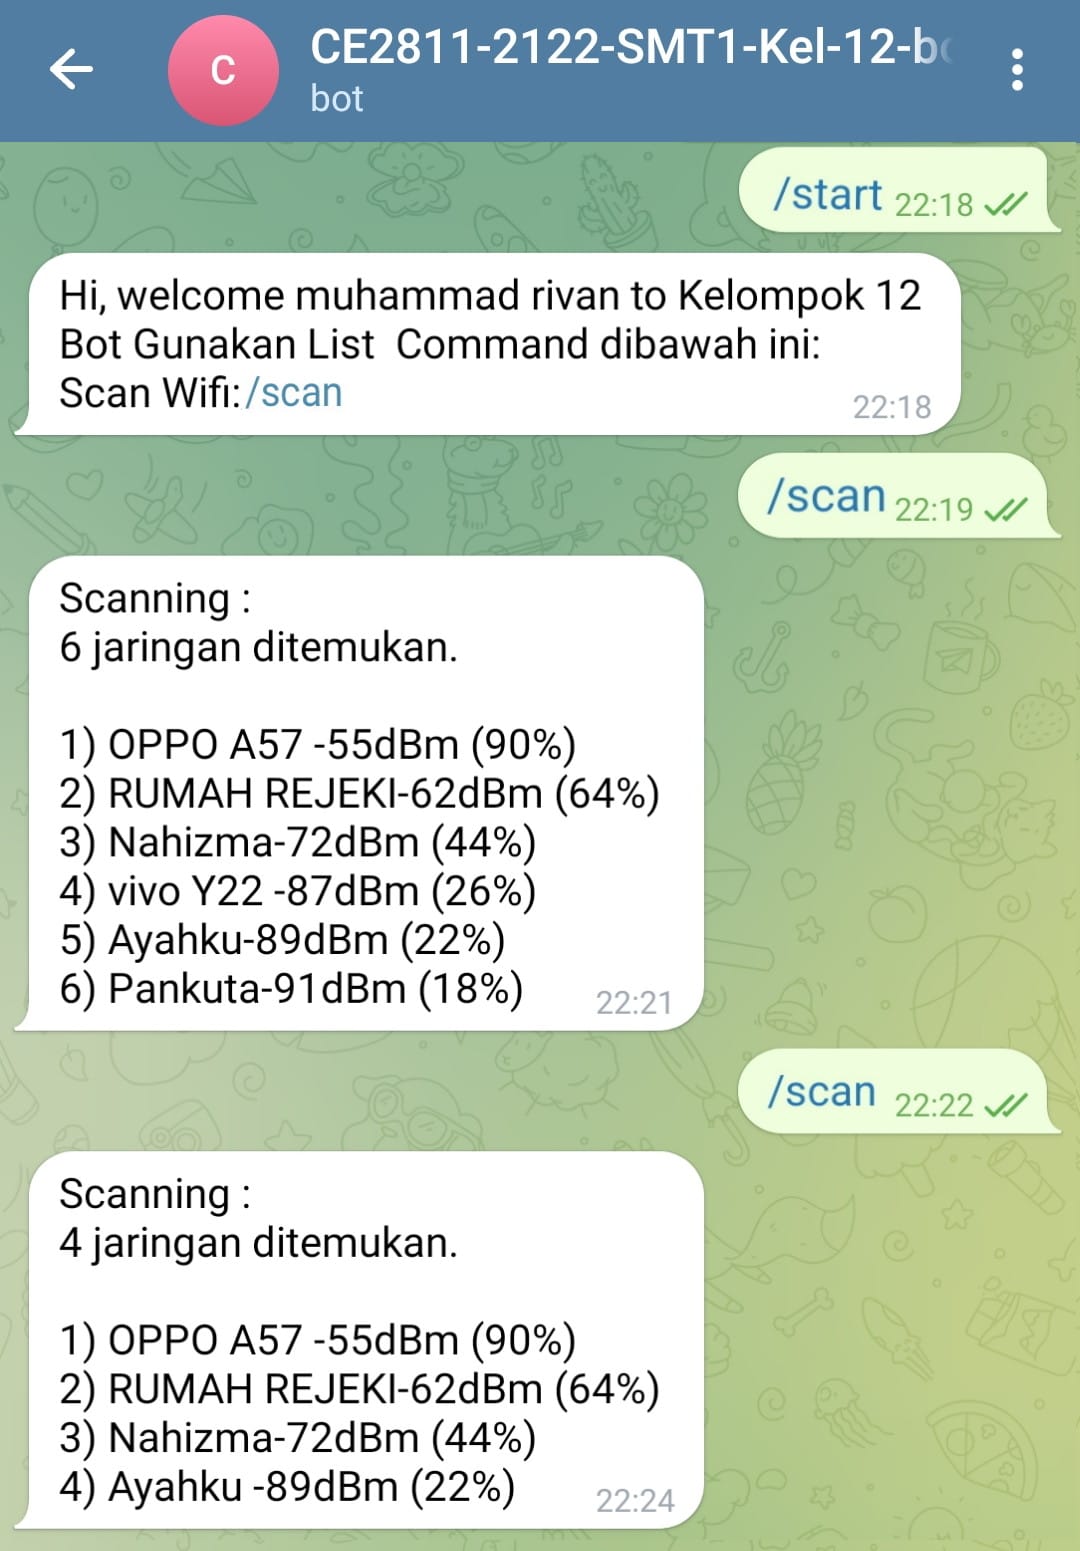 C
CE2811-2122-SMT1-Kel-12-b
bot
/start 22:18
Hi, welcome muhammad rivan to Kelompok 12
Bot Gunakan List  Command dibawah ini:
Scan Wifi:/scan
22:18
/scan 22:19
Scanning :
6 jaringan ditemukan.
1) OPPO A57 -55dBm (90%)
2) RUMAH REJEKI-62dBm (64%)
3) Nahizma-72dBm (44%)
4) vivo Y22 -87dBm (26%)
5) Ayahku-89dBm (22%)
6) Pankuta-91dBm (18%)
22:21
/scan 22:22
Scanning :
4 jaringan ditemukan.
1) OPPO A57 -55dBm (90%)
2) RUMAH REJEKI-62dBm (64%)
3) Nahizma-72dBm (44%)
4) Ayahku -89dBm (22%)
22:24